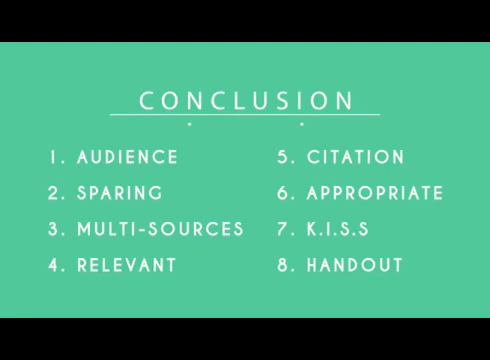 CONCLUSION
1. AUDIENCE
2. SPARING
3. MULTI-SOURCES
4. RELEVANT
5. CITATION
6. APPROPRIATE
7. K.I.S.S
8. HANDOUT